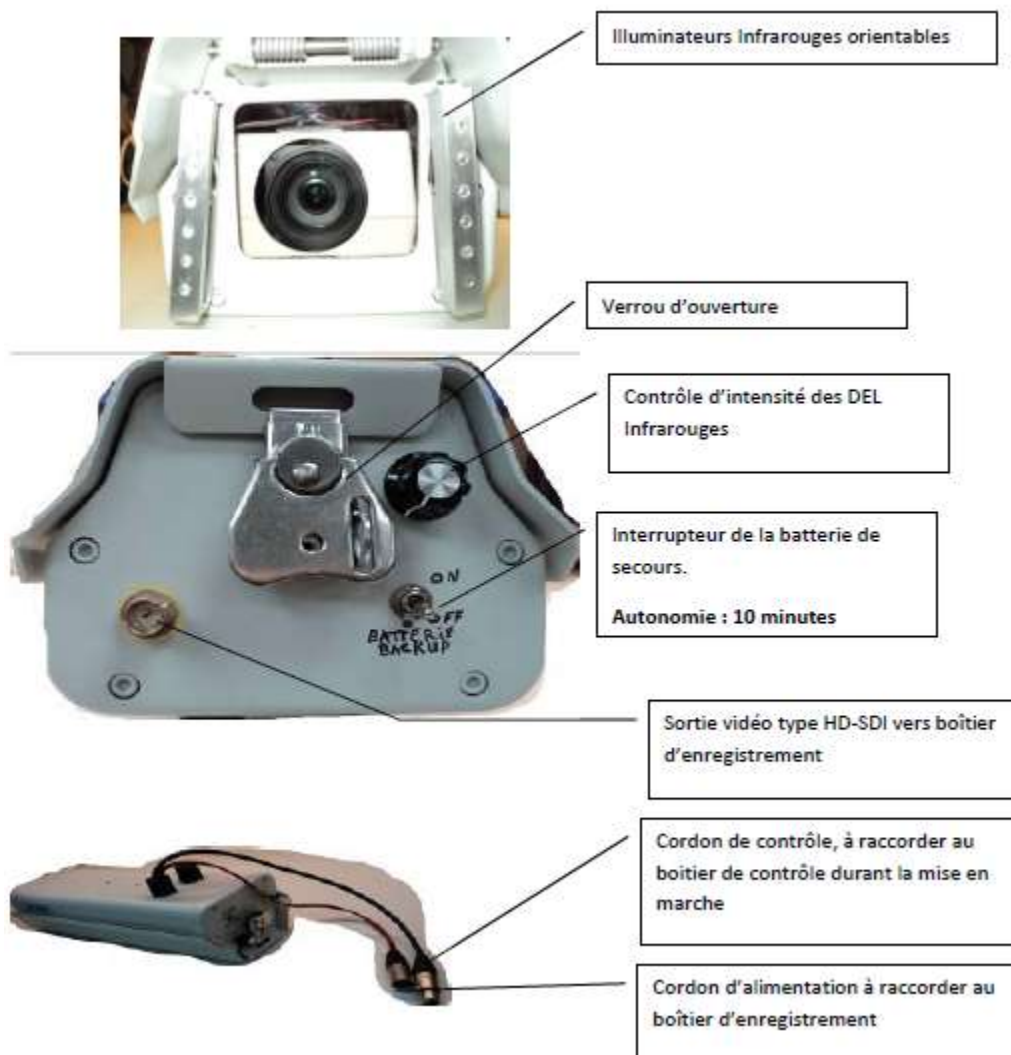 Illuminateurs Infrarouges orientables
Verrou d'ouverture
Contrôle d'intensité des DEL
Infrarouges
Interrupteur de la batterie de
secours.
Autonomie : 10 minutes
ON
OFF
BATTERIE
BACKUP
Sortie vidéo type HD-SDI vers boîtier
d'enregistrement
Cordon de contrôle, à raccorder au
boitier de contrôle durant la mise en
marche
Cordon d'alimentation à raccorder au
boîtier d'enregistrement